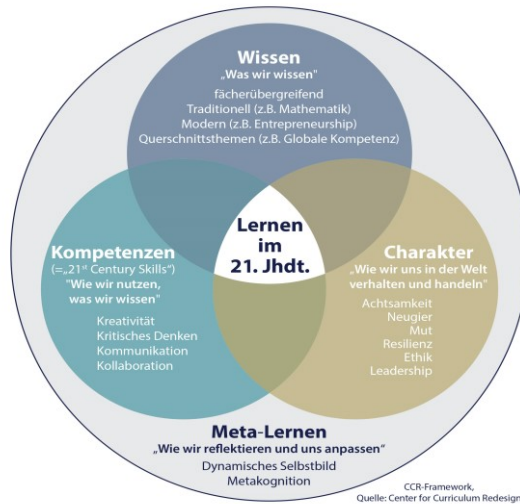 Wissen
„Was wir wissen"
fächerübergreifend
Traditionell (z.B. Mathematik)
Modern (z.B. Entrepreneurship)
Querschnittsthemen (z.B. Globale Kompetenz)
Lernen
im
21. Jhdt.
Kompetenzen
(=„21st Century Skills“)
"Wie wir nutzen,
was wir wissen"
Kreativität
Kritisches Denken
Kommunikation
Kollaboration
Charakter
„Wie wir uns in der Welt
verhalten und handeln"
Achtsamkeit
Neugier
Mut
Resilienz
Ethik
Leadership
Meta-Lernen
„Wie wir reflektieren und uns anpassen“
Dynamisches Selbstbild
Metakognition
CCR-Framework,
Quelle: Center for Curriculum Redesign